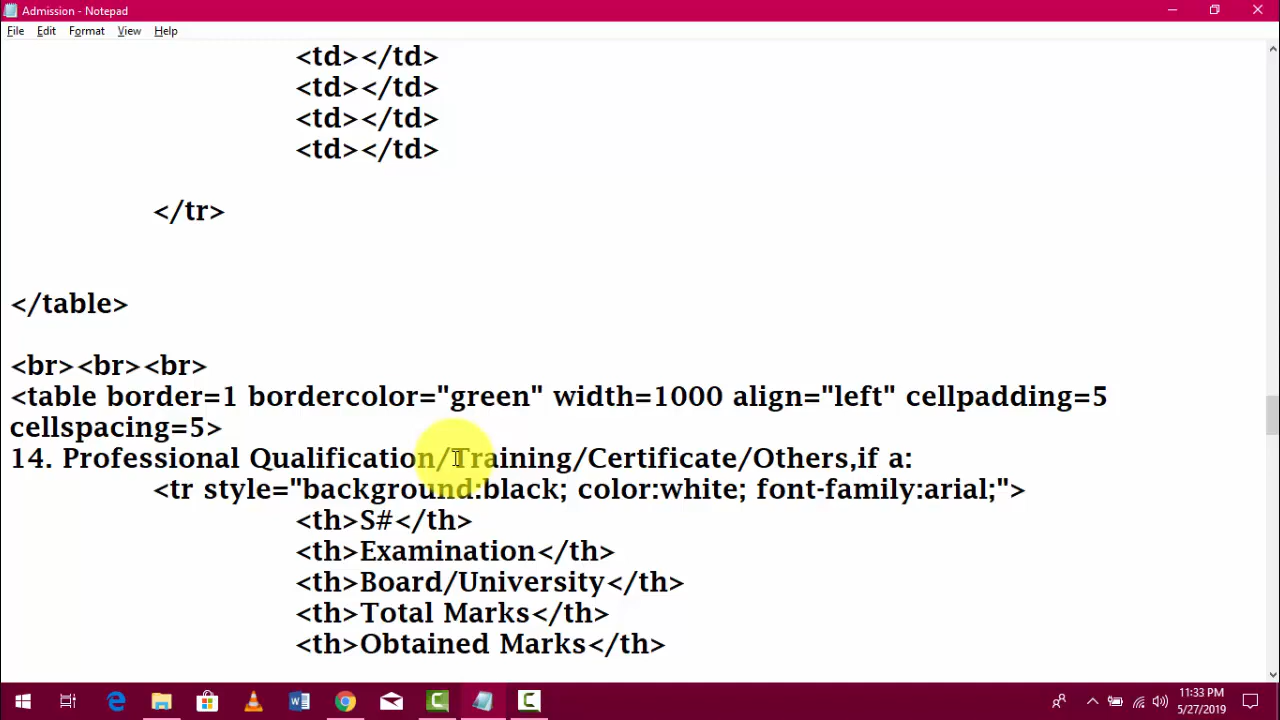 Admission - Notepad
File Edit Format View Help
<td></td>
<td></td>
<td></td>
<td></td>
</tr>
</table>
<br><br><br>
<table border=1 bordercolor="green" width=1000 align="left" cellpadding=5
cellspacing=5>
14. Professional Qualification/Training/Certificate/Others,if a:
<tr style="background:black; color:white; font-family:arial;">
<th>S#</th>
<th>Examination</th>
<th>Board/University</th>
<th>Total Marks</th>
<th>Obtained Marks</th>
11:33 PM
5/27/2019